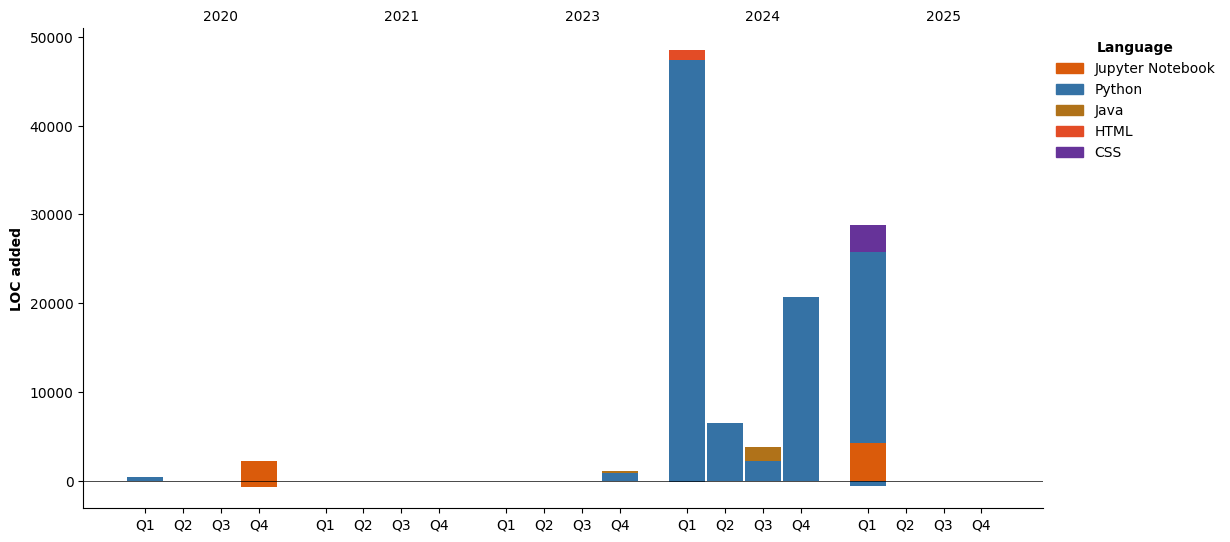 2020 2021 2023 2024 2025
50000
40000
30000
20000
10000
0
LOC added
Q1 Q2 Q3 Q4 Q1 Q2 Q3 Q4 Q1 Q2 Q3 Q4 Q1 Q2 Q3 Q4 Q1 Q2 Q3 Q4
Language
Jupyter Notebook
Python
Java
HTML
CSS